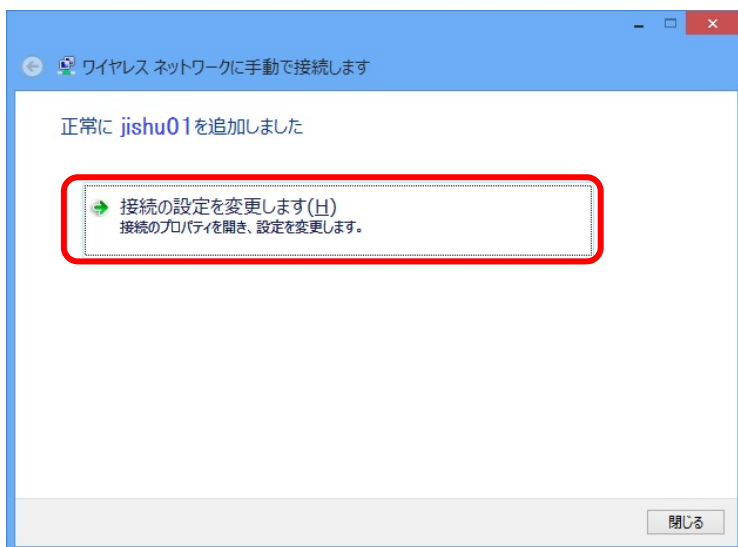 ワイヤレス ネットワークに手動で接続します
正常に jishu01を追加しました
接続の設定を変更します(H)
接続のプロパティを開き、設定を変更します。
閉じる